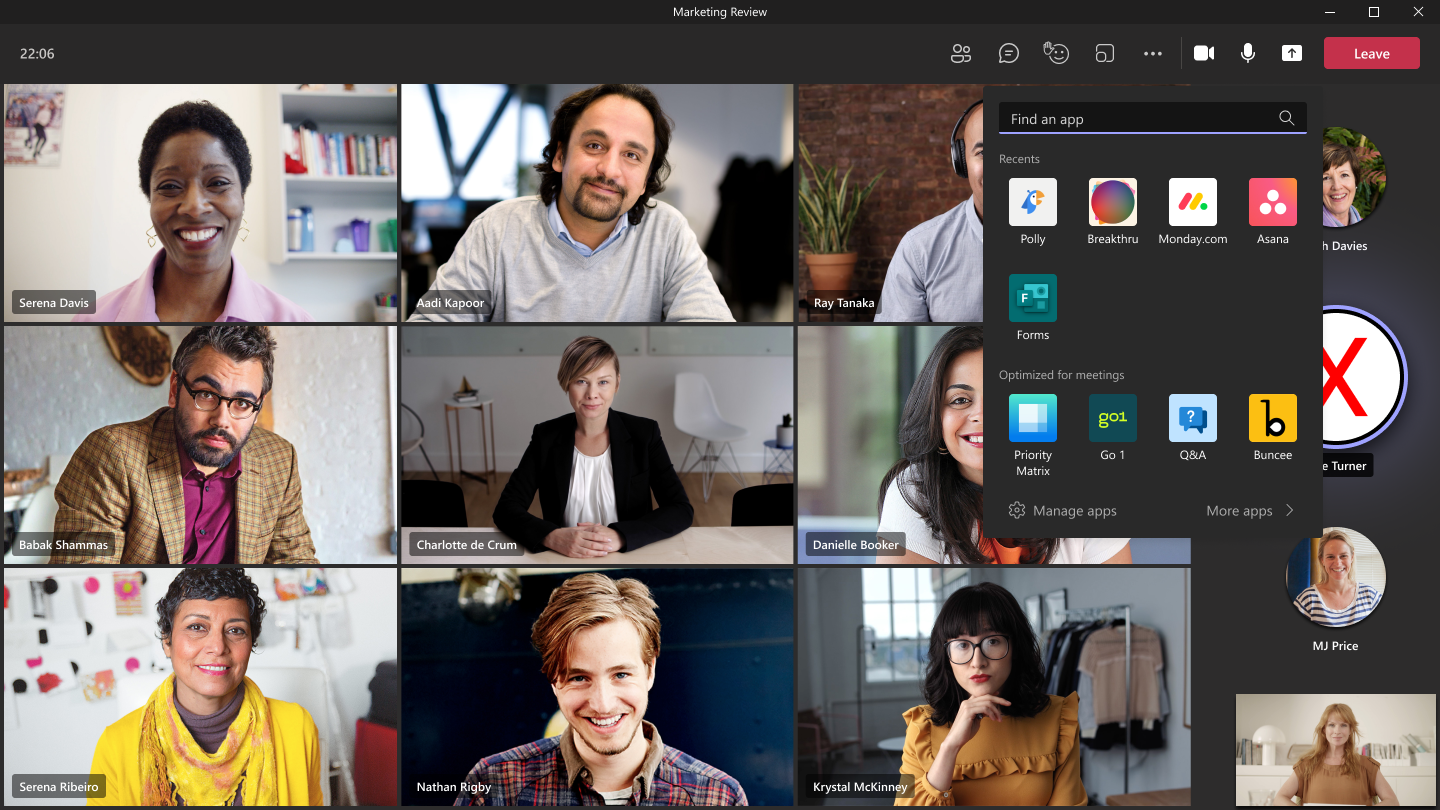 Marketing Review
22:06
Leave
Find an app
Recents
Polly
Breakthru
Monday.com
Asana
Forms
Optimized for meetings
F
go1
?
b
Priority
Matrix
Go 1
Q&A
Buncee
Manage apps
More apps
Serena Davis
Aadi Kapoor
Ray Tanaka
h Davies
Babak Shammas
Charlotte de Crum
Danielle Booker
X
e Turner
MJ Price
Serena Ribeiro
Nathan Rigby
Krystal McKinney